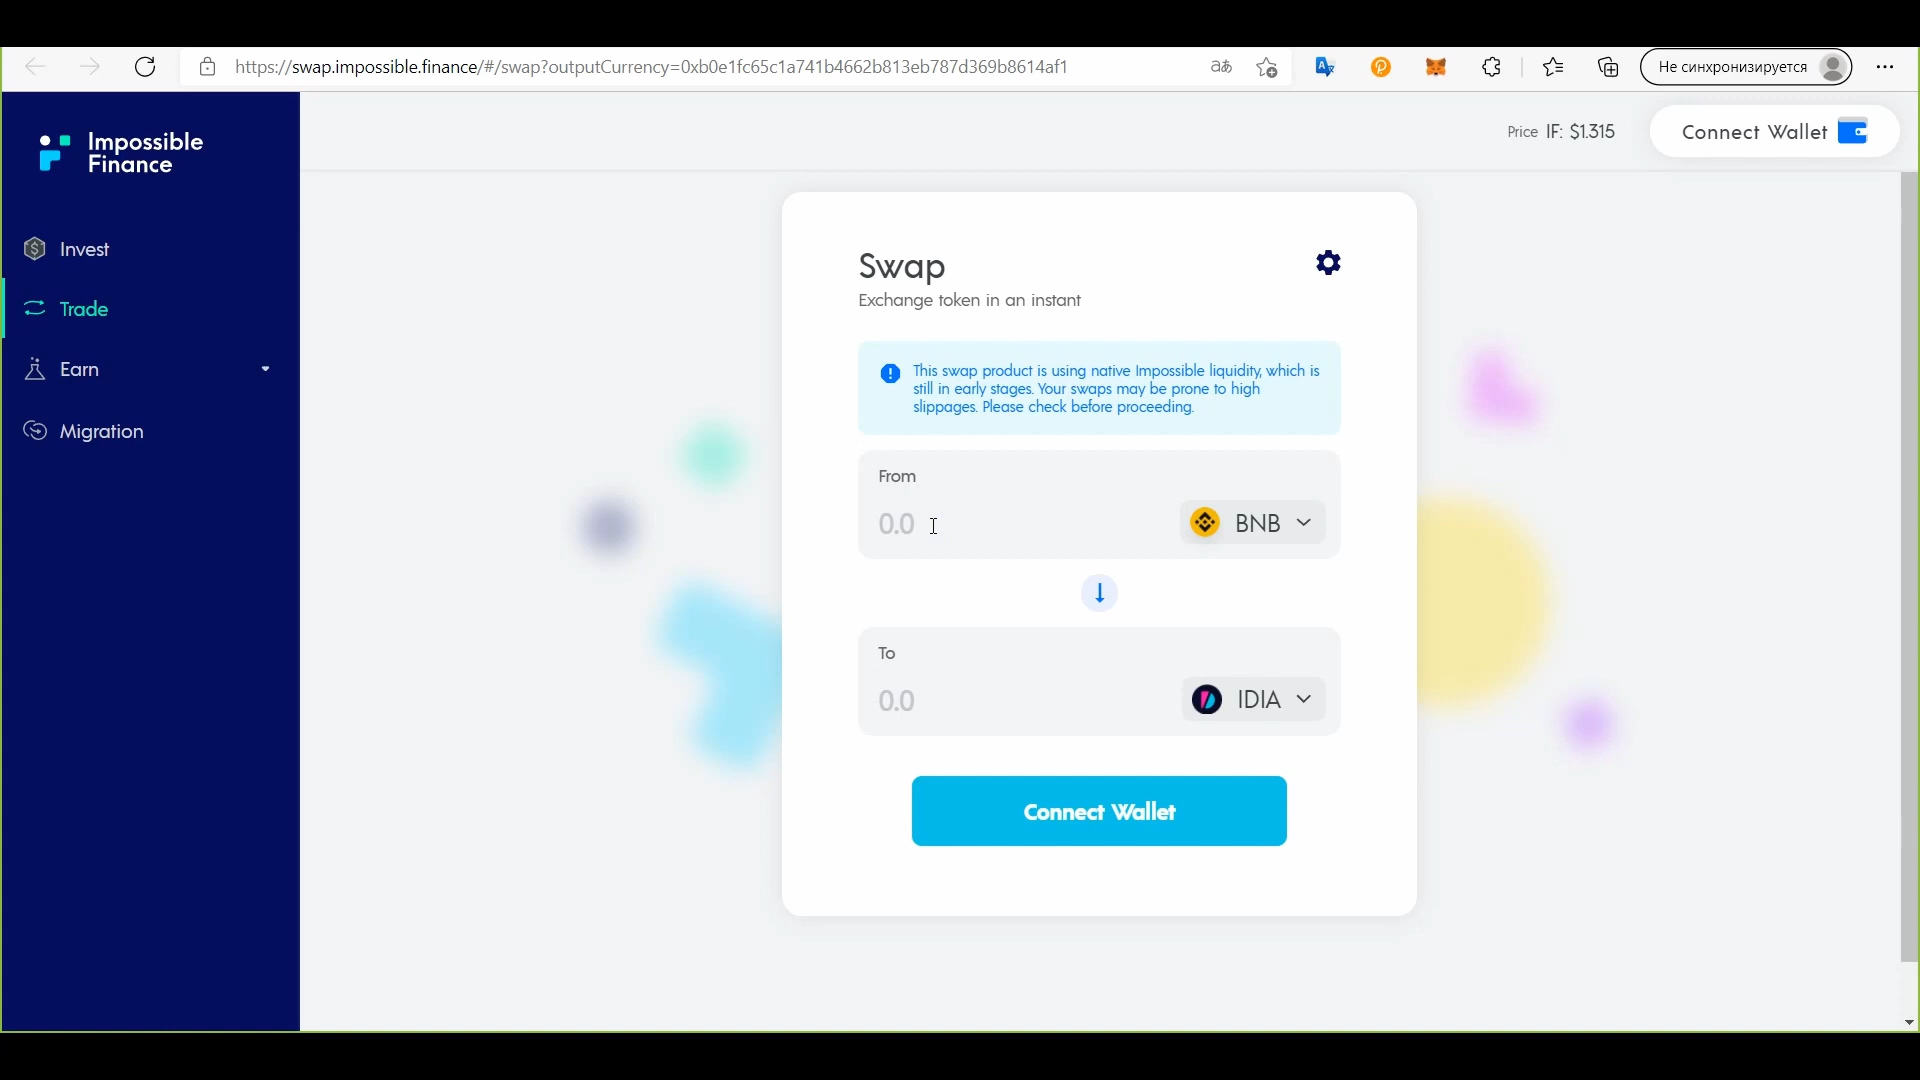 https://swap.impossible.finance/#/swap?outputCurrency=0xb0e1fc65c1a741b4662b813eb787d369b8614af1
аあ
Не синхронизируется
Impossible
Finance
Price IF: $1.315
Connect Wallet
Invest
Trade
Earn
Migration
Swap
Exchange token in an instant
This swap product is using native Impossible liquidity, which is
still in early stages. Your swaps may be prone to high
slippages. Please check before proceeding.
From
0.0
BNB
To
0.0
IDIA
Connect Wallet